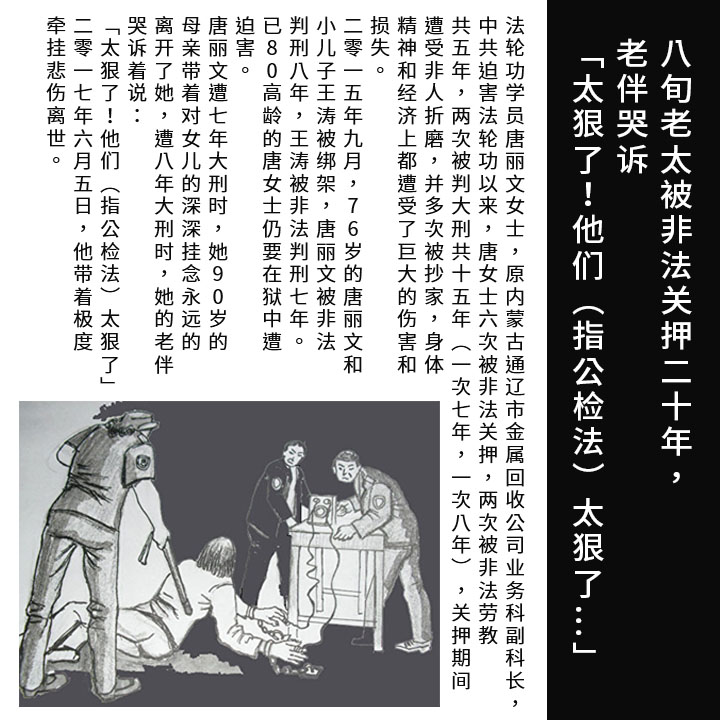 八旬老太被非法关押二十年，
老伴哭诉
「太狠了！他们（指公检法）太狠了…」
法轮功学员唐丽文女士，原内蒙古通辽市金属回收公司业务科副科长，
中共迫害法轮功以来，唐女士六次被非法关押，两次被非法劳教
共五年，两次被判大刑共十五年（一次七年，一次八年），关押期间
遭受非人折磨，并多次被抄家，身体
精神和经济上都遭受了巨大的伤害和
损失。
二零一五年九月，76岁的唐丽文和
小儿子王涛被绑架，唐丽文被非法
判刑八年，王涛被非法判刑七年。
已80高龄的唐女士仍要在狱中遭
迫害。
唐丽文遭七年大刑时，她90岁的
母亲带着对女儿的深深挂念永远的
离开了她，遭八年大刑时，她的老伴
哭诉着说：
「太狠了！他们（指公检法）太狠了」
二零一七年六月五日，他带着极度
牵挂悲伤离世。